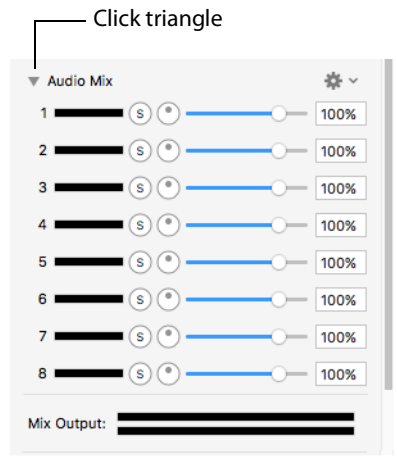 Click triangle
Audio Mix
1 S 100%
2 S 100%
3 S 100%
4 S 100%
5 S 100%
6 S 100%
7 S 100%
8 S 100%
Mix Output: